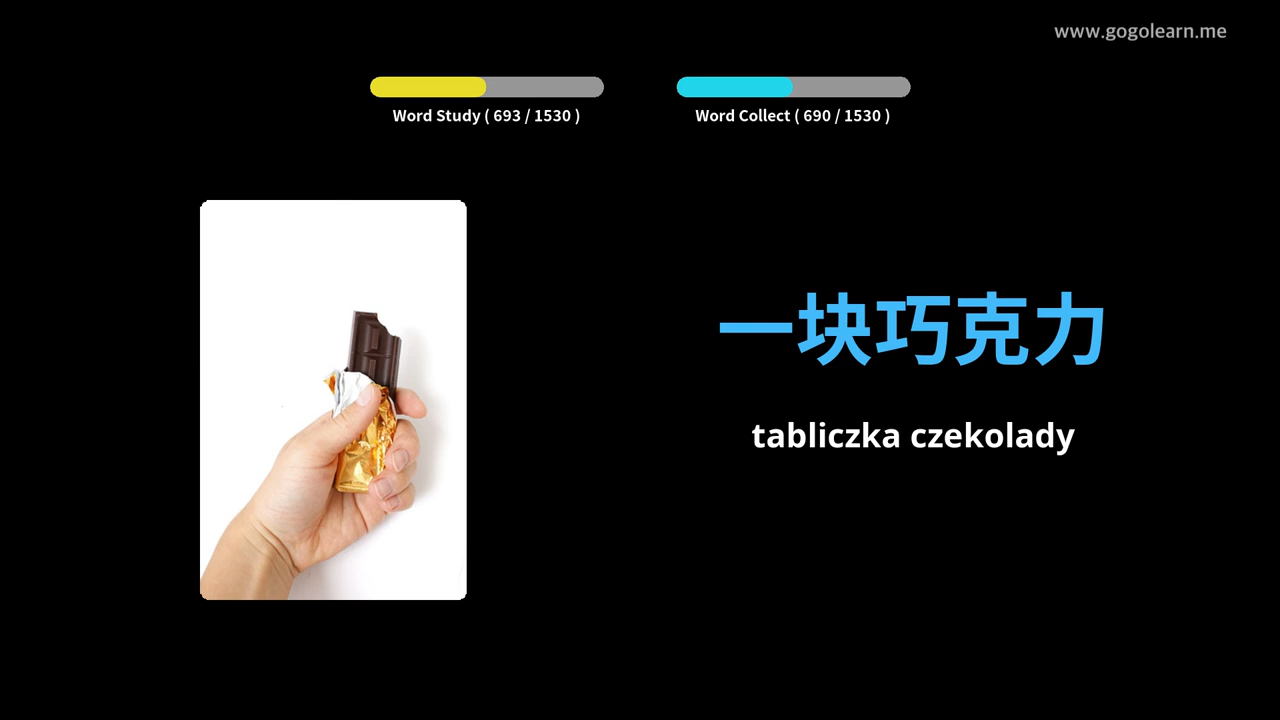 www.gogolearn.me
Word Study ( 693 / 1530 )
Word Collect ( 690 / 1530 )
一块巧克力
tabliczka czekolady